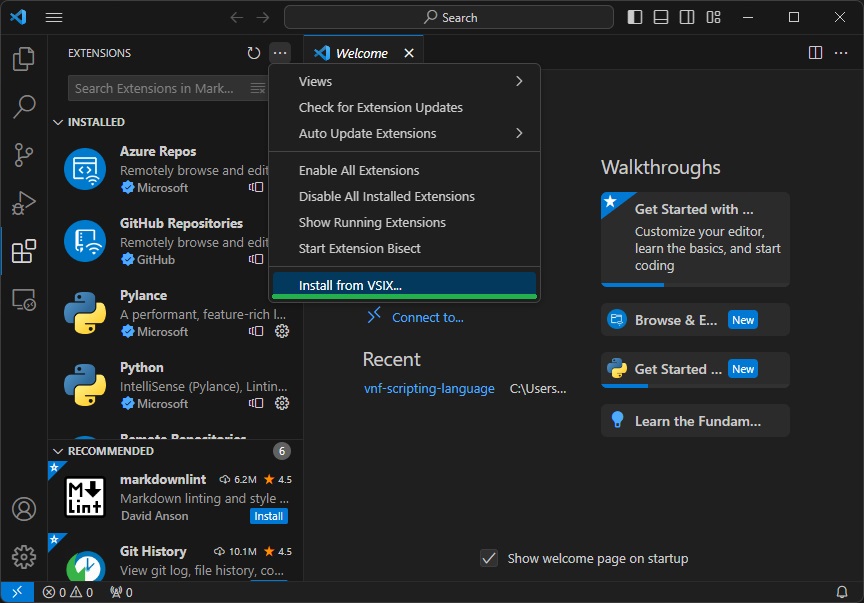 Search
EXTENSIONS
Welcome
Search Extensions in Mark...
INSTALLED
Azure Repos
Remotely browse and edit
Microsoft
GitHub Repositories
Remotely browse and edit
GitHub
Pylance
A performant, feature-rich l...
Microsoft
Python
IntelliSense (Pylance), Lintin...
Microsoft
Remote Repositories
RECOMMENDED
6
markdownlint 6.2M 4.5
Markdown linting and style ...
David Anson
Install
M
Lint
Git History 10.1M 4.5
View git log, file history, co...
Views
Check for Extension Updates
Auto Update Extensions
Enable All Extensions
Disable All Installed Extensions
Show Running Extensions
Start Extension Bisect
Install from VSIX...
Connect to...
Recent
vnf-scripting-language C:\Users...
Walkthroughs
Get Started with ...
Customize your editor,
learn the basics, and start
coding
Browse & E... New
Get Started ... New
Learn the Fundam...
Show welcome page on startup
0 0 0